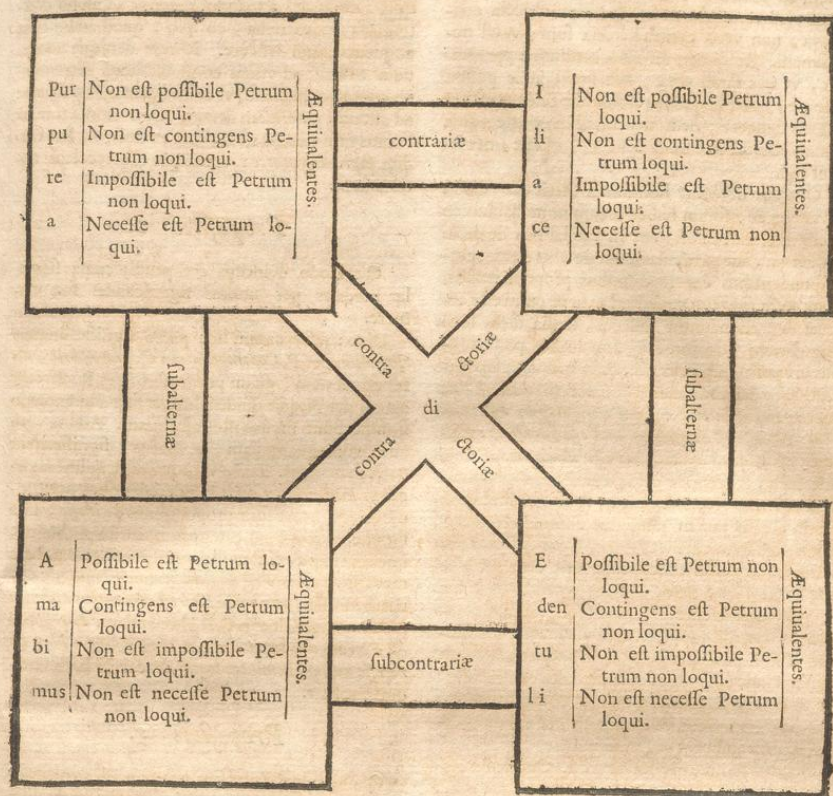 Pur Non eſt poſſibile Petrum
non loqui.
pu Non eſt contingens Pe-
trum non loqui.
re Impoſſibile eſt Petrum
non loqui.
a Neceſſe eſt Petrum lo-
qui.
Æquiualentes.
contrariæ
I Non eſt poſſibile Petrum
loqui.
li Non eſt contingens Pe-
trum loqui.
a Impoſſibile eſt Petrum
loqui.
ce Neceſſe eſt Petrum non
loqui.
Æquiualentes.
ſubalternæ
contra
ctoriæ
di
contra
ctoriæ
ſubalternæ
A Poſſibile eſt Petrum lo-
qui.
ma Contingens eſt Petrum
loqui.
bi Non eſt impoſſibile Pe-
trum loqui.
mus Non eſt neceſſe Petrum
non loqui.
Æquiualentes.
ſubcontrariæ
E Poſſibile eſt Petrum non
loqui.
den Contingens eſt Petrum
non loqui.
tu Non eſt impoſſibile Pe-
trum non loqui.
li Non eſt neceſſe Petrum
loqui.
Æquiualentes.